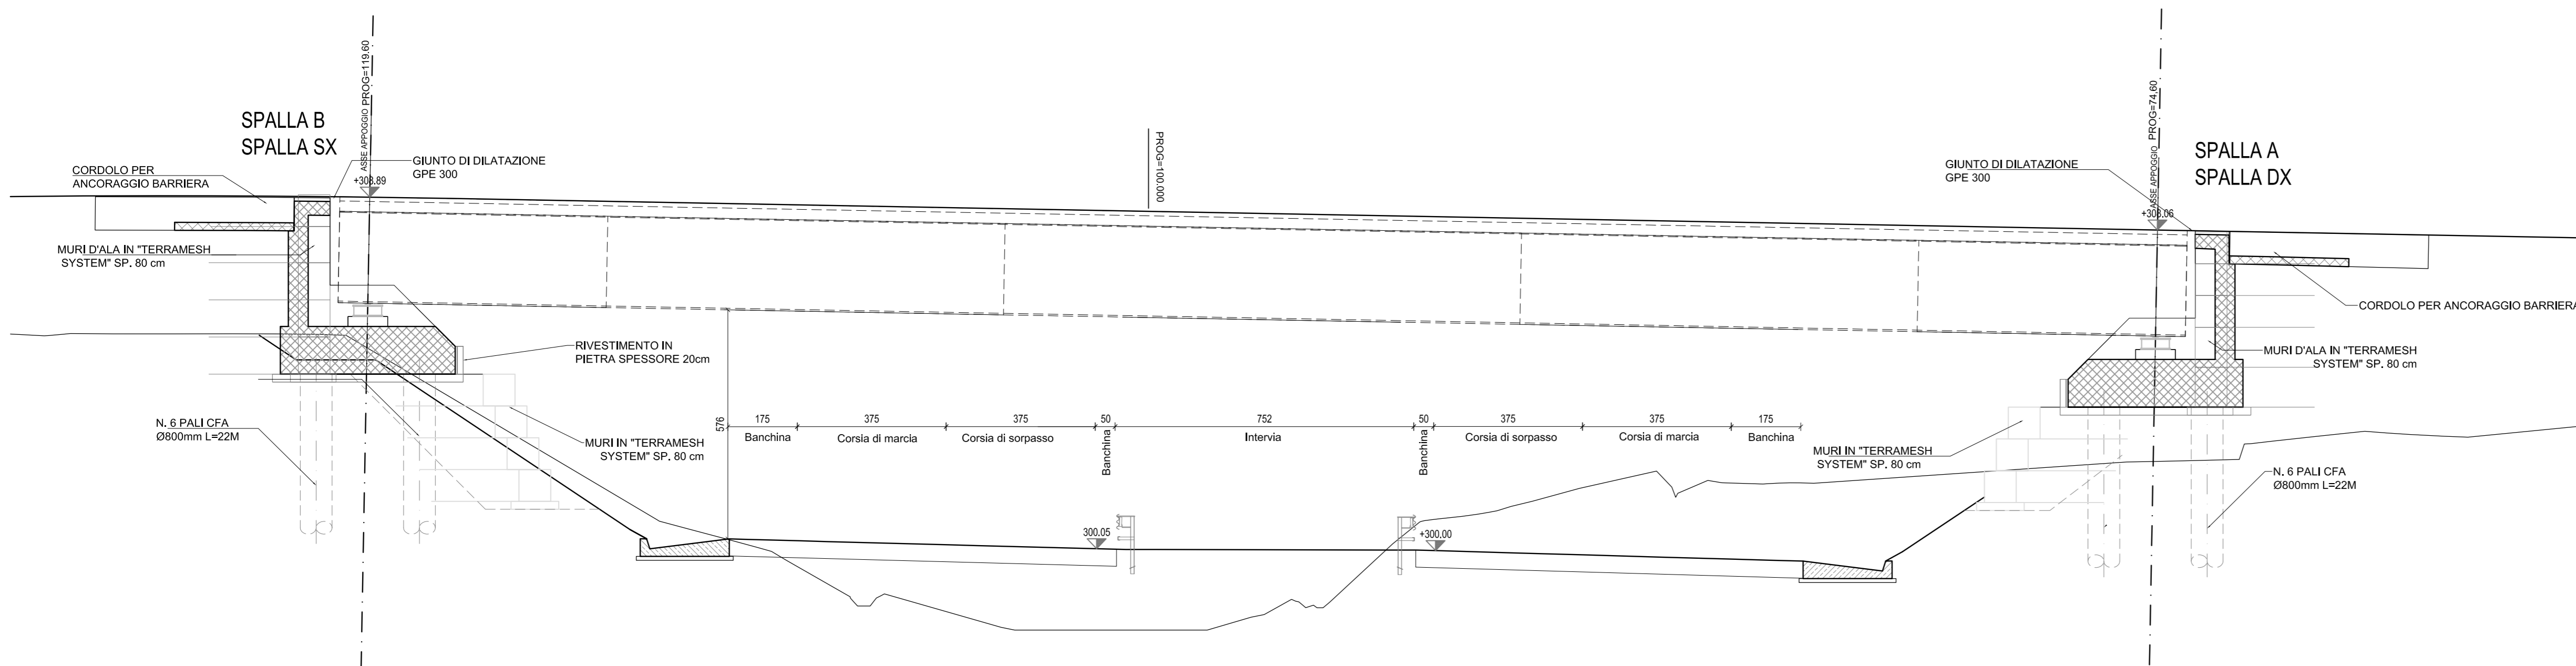 SPALLA B
SPALLA SX
ASSE APPOGGIO PROG=119.60
+308.89
CORDOLO PER
ANCORAGGIO BARRIERA
GIUNTO DI DILATAZIONE
GPE 300
MURI D'ALA IN "TERRAMESH
SYSTEM" SP. 80 cm
RIVESTIMENTO IN
PIETRA SPESSORE 20cm
N. 6 PALI CFA
Ø800mm L=22M
MURI IN "TERRAMESH
SYSTEM" SP. 80 cm
PROG=100.000
576
175
375
375
50
752
50
375
375
175
Banchina
Corsia di marcia
Corsia di sorpasso
Banchina
Intervia
Banchina
Corsia di sorpasso
Corsia di marcia
Banchina
300.05
+300.00
GIUNTO DI DILATAZIONE
GPE 300
ASSE APPOGGIO PROG=74.60
+308.06
SPALLA A
SPALLA DX
CORDOLO PER ANCORAGGIO BARRIERA
MURI D'ALA IN "TERRAMESH
SYSTEM" SP. 80 cm
MURI IN "TERRAMESH
SYSTEM" SP. 80 cm
N. 6 PALI CFA
Ø800mm L=22M